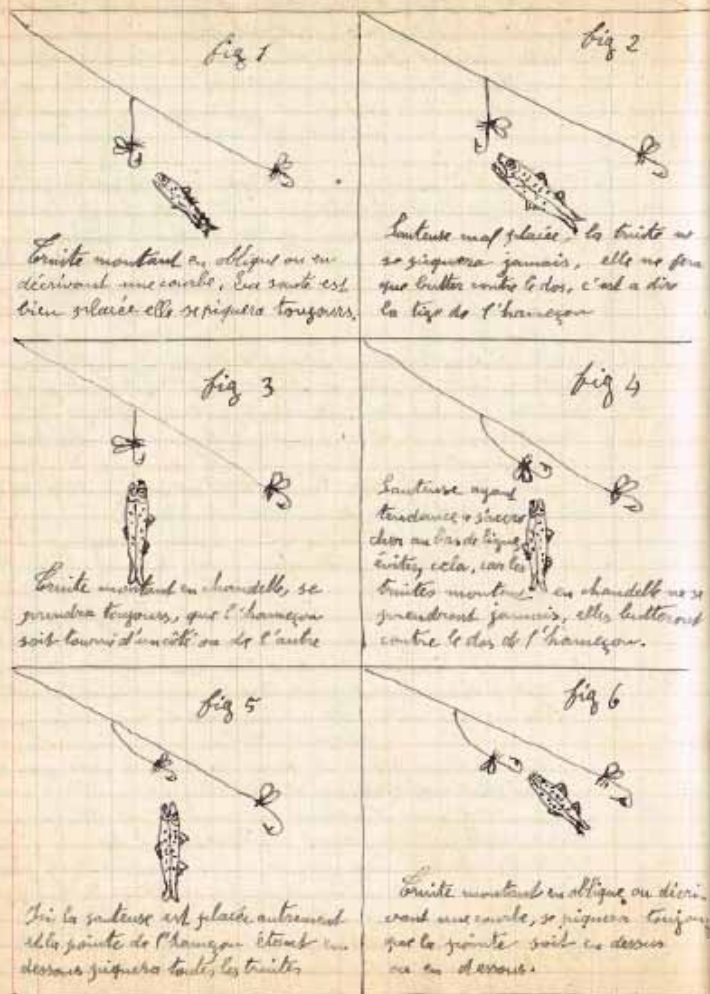 fig 1
Truite montant en oblique ou en
décrivant une courbe, sa saute est
bien placée elle se piquera toujours.
fig 2
Sauteuse mal placée, la truite ne
se piquera jamais, elle ne fera
que butter contre le dos, c'est a dire
la tige de l'hameçon
fig 3
Truite montant en chandelle, se
prendra toujours, que l'hameçon
soit tourné d'un côté ou de l'autre
fig 4
Sauteuse ayant
tendance a s'accro
cher au bas de ligne,
évitez cela, car les
truites montant en chandelle ne se
prendront jamais, elles butteront
contre le dos de l'hameçon.
fig 5
Ici la sauteuse est placée autrement
et la pointe de l'hameçon étant en
dessous piquera toutes les truites
fig 6
Truite montant en oblique, ou décri-
vant une courbe, se piquera toujours
que la pointe soit en dessus
ou en dessous.